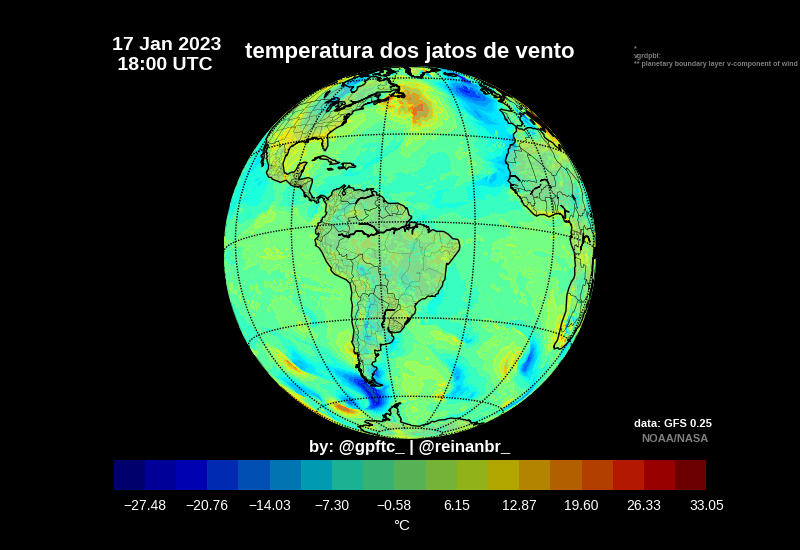 17 Jan 2023
18:00 UTC
temperatura dos jatos de vento
*
vgrdpbl:
** planetary boundary layer v-component of wind
data: GFS 0.25
NOAA/NASA
by: @gpftc_ | @reinanbr_
−27.48 −20.76 −14.03 −7.30 −0.58 6.15 12.87 19.60 26.33 33.05
°C